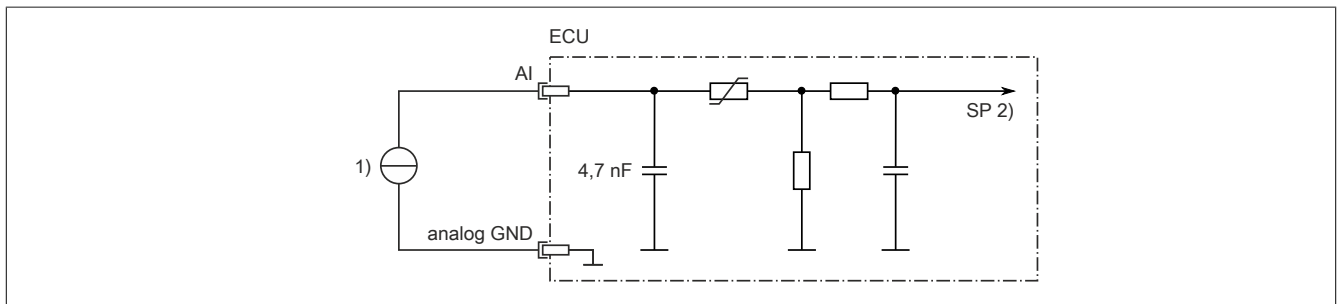 ECU
AI
SP 2)
1)
4,7 nF
analog GND